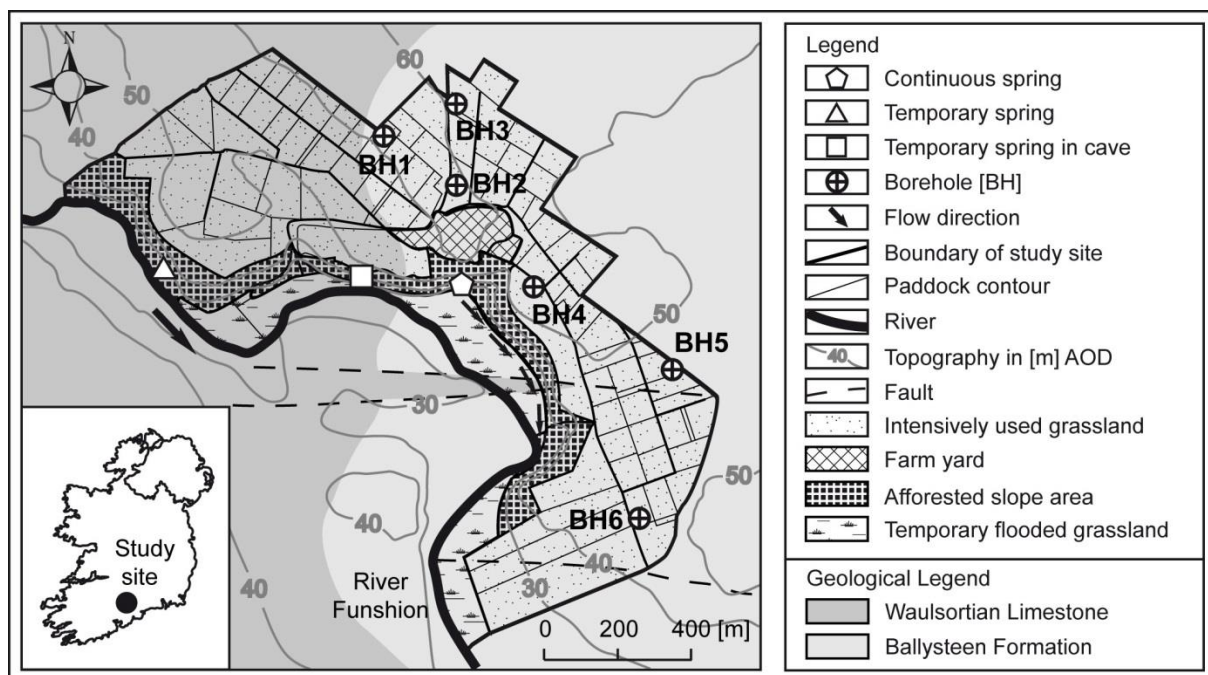 N
60
50
40
BH3
BH1
BH2
BH4
50
BH5
30
50
40
BH6
40
30
40
River
Funshion
Study
site
0 200 400 [m]
Legend
Continuous spring
Temporary spring
Temporary spring in cave
Borehole [BH]
Flow direction
Boundary of study site
Paddock contour
River
40 Topography in [m] AOD
Fault
Intensively used grassland
Farm yard
Afforested slope area
Temporary flooded grassland
Geological Legend
Waulsortian Limestone
Ballysteen Formation